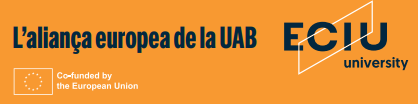 L'aliança europea de la UAB
ECIU
university
Co-funded by
the European Union